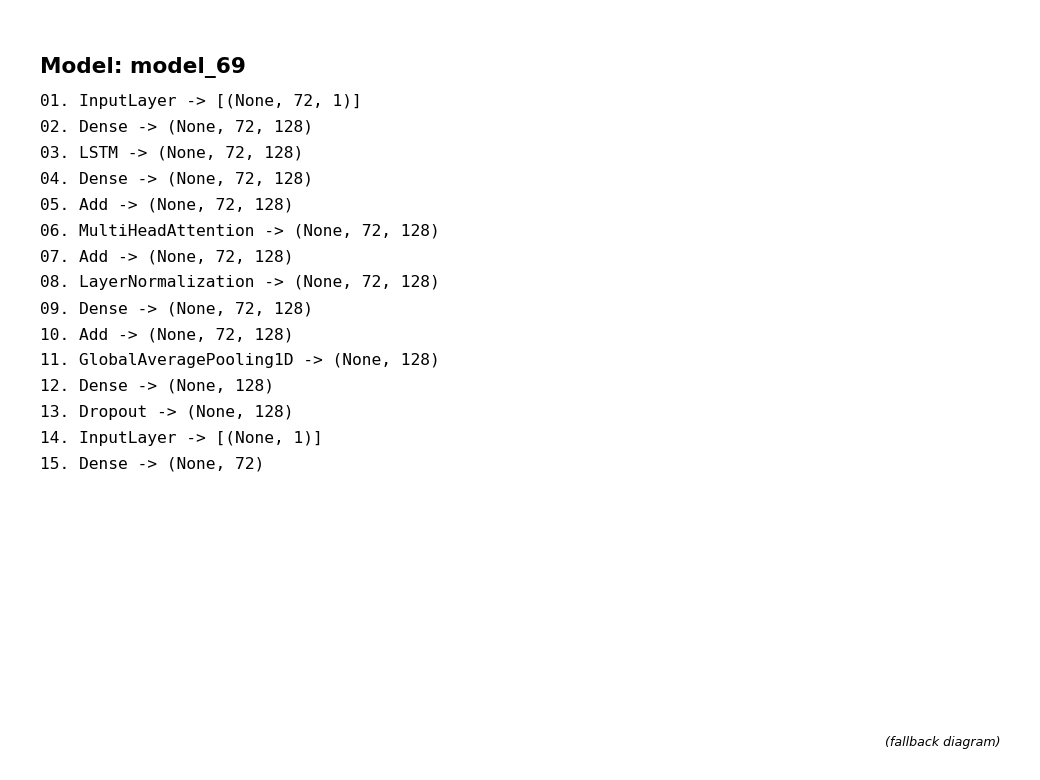 Model: model_69
01. InputLayer -> [(None, 72, 1)]
02. Dense -> (None, 72, 128)
03. LSTM -> (None, 72, 128)
04. Dense -> (None, 72, 128)
05. Add -> (None, 72, 128)
06. MultiHeadAttention -> (None, 72, 128)
07. Add -> (None, 72, 128)
08. LayerNormalization -> (None, 72, 128)
09. Dense -> (None, 72, 128)
10. Add -> (None, 72, 128)
11. GlobalAveragePooling1D -> (None, 128)
12. Dense -> (None, 128)
13. Dropout -> (None, 128)
14. InputLayer -> [(None, 1)]
15. Dense -> (None, 72)
(fallback diagram)